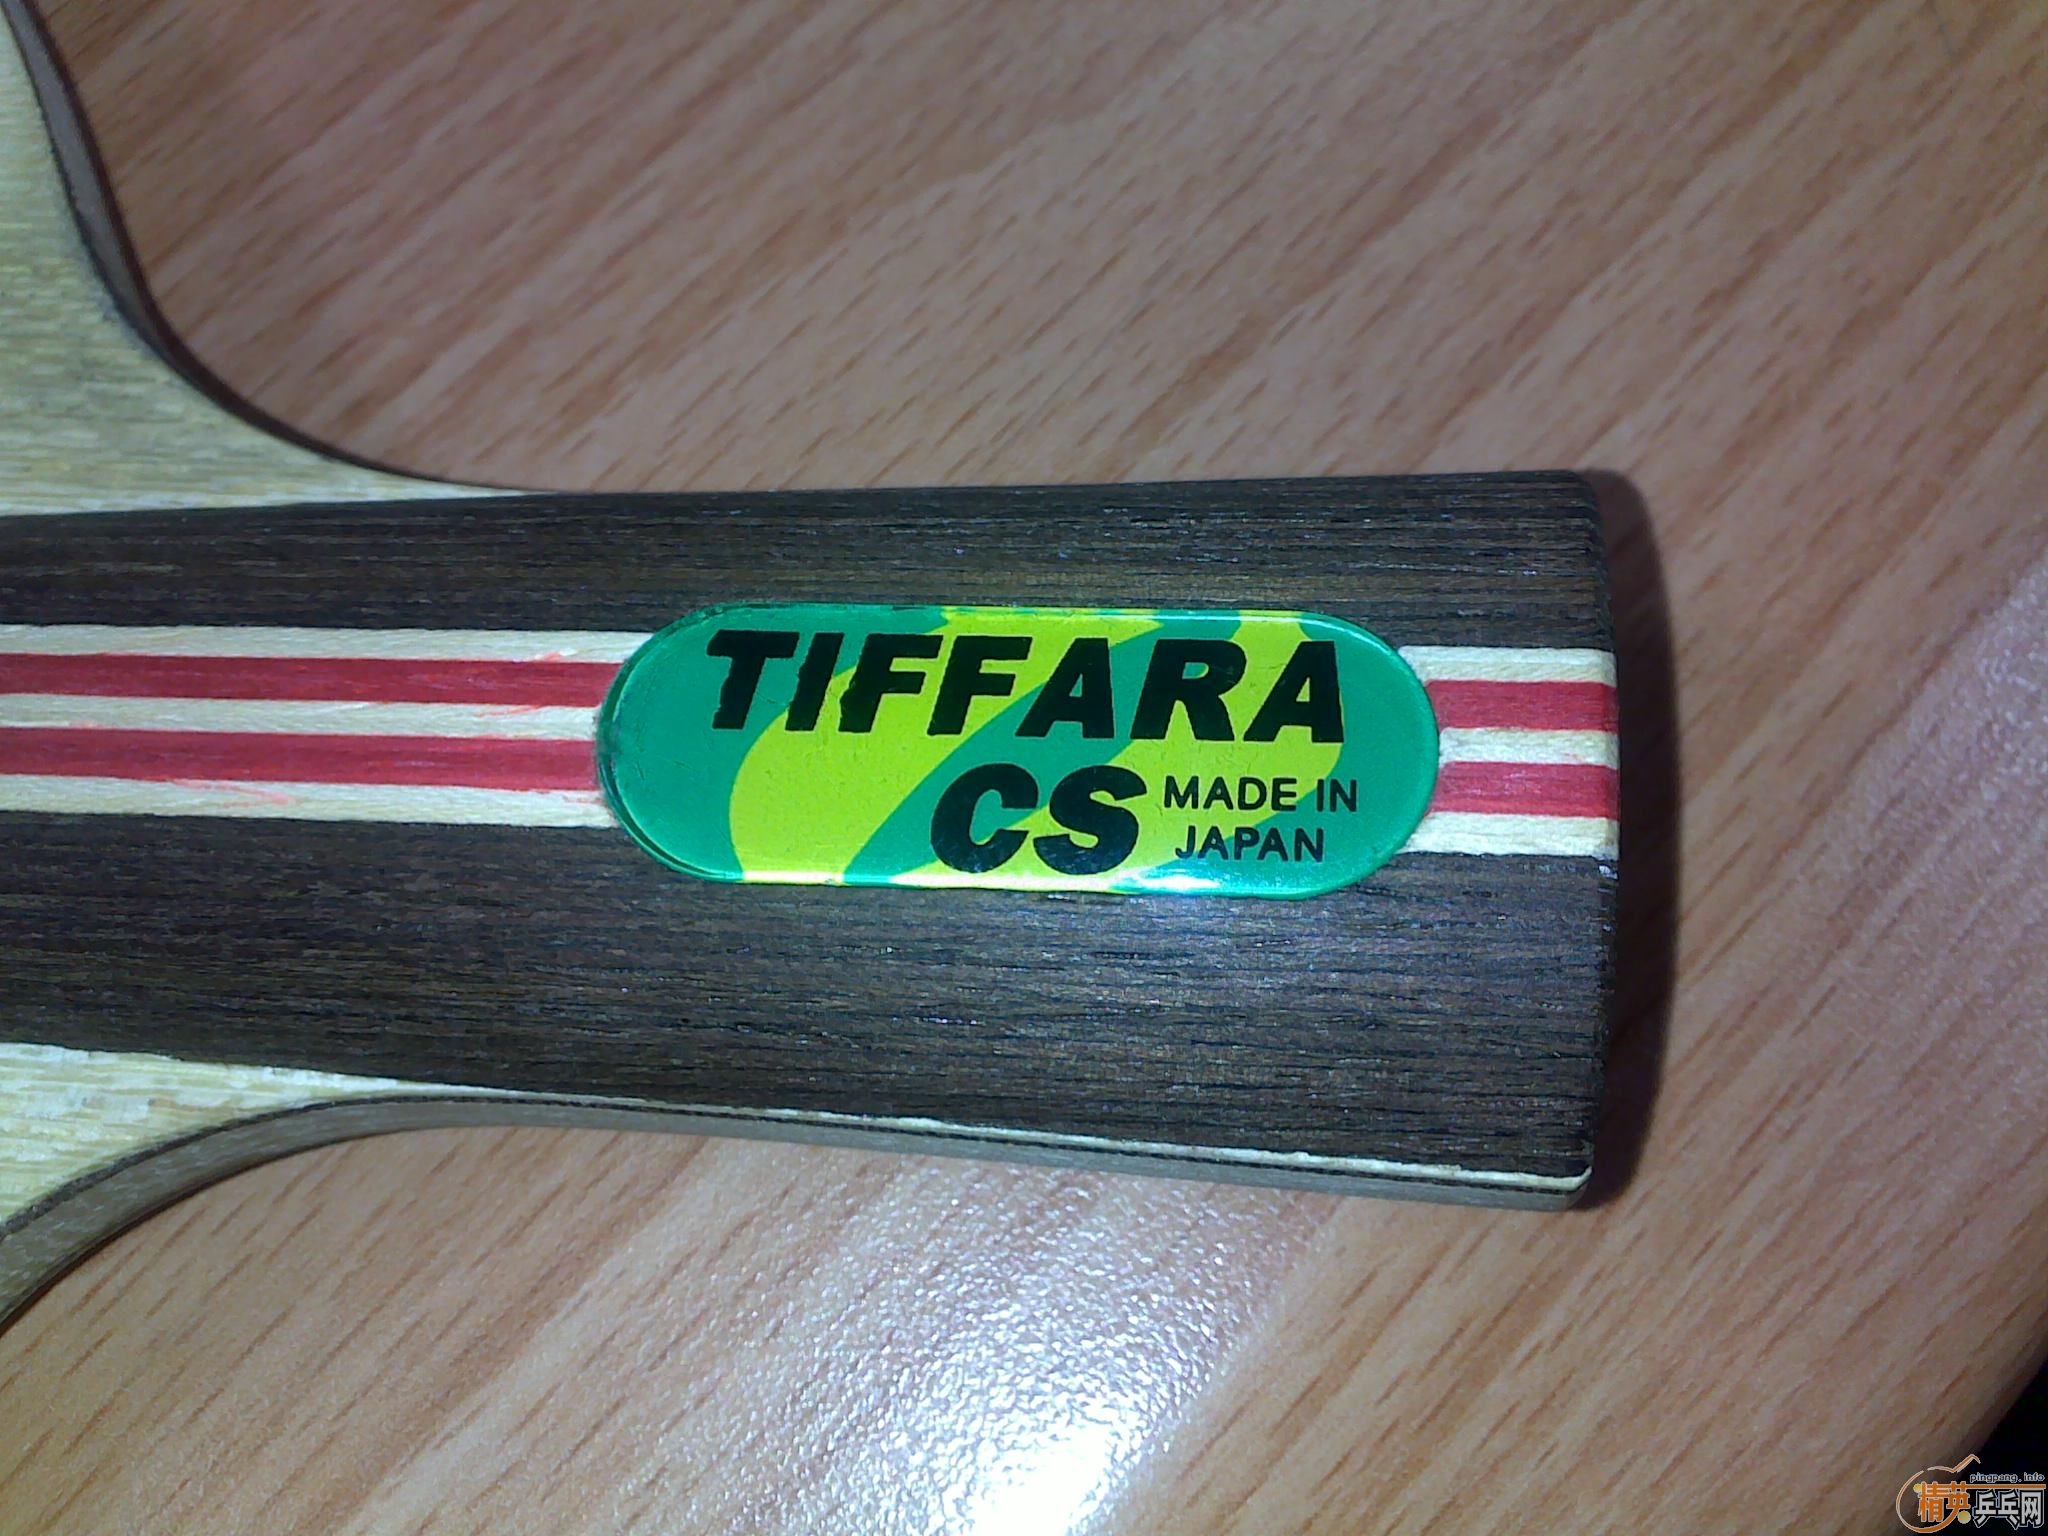 TIFFARA
CS
MADE IN
JAPAN
pingpang.info
精英乒乓网